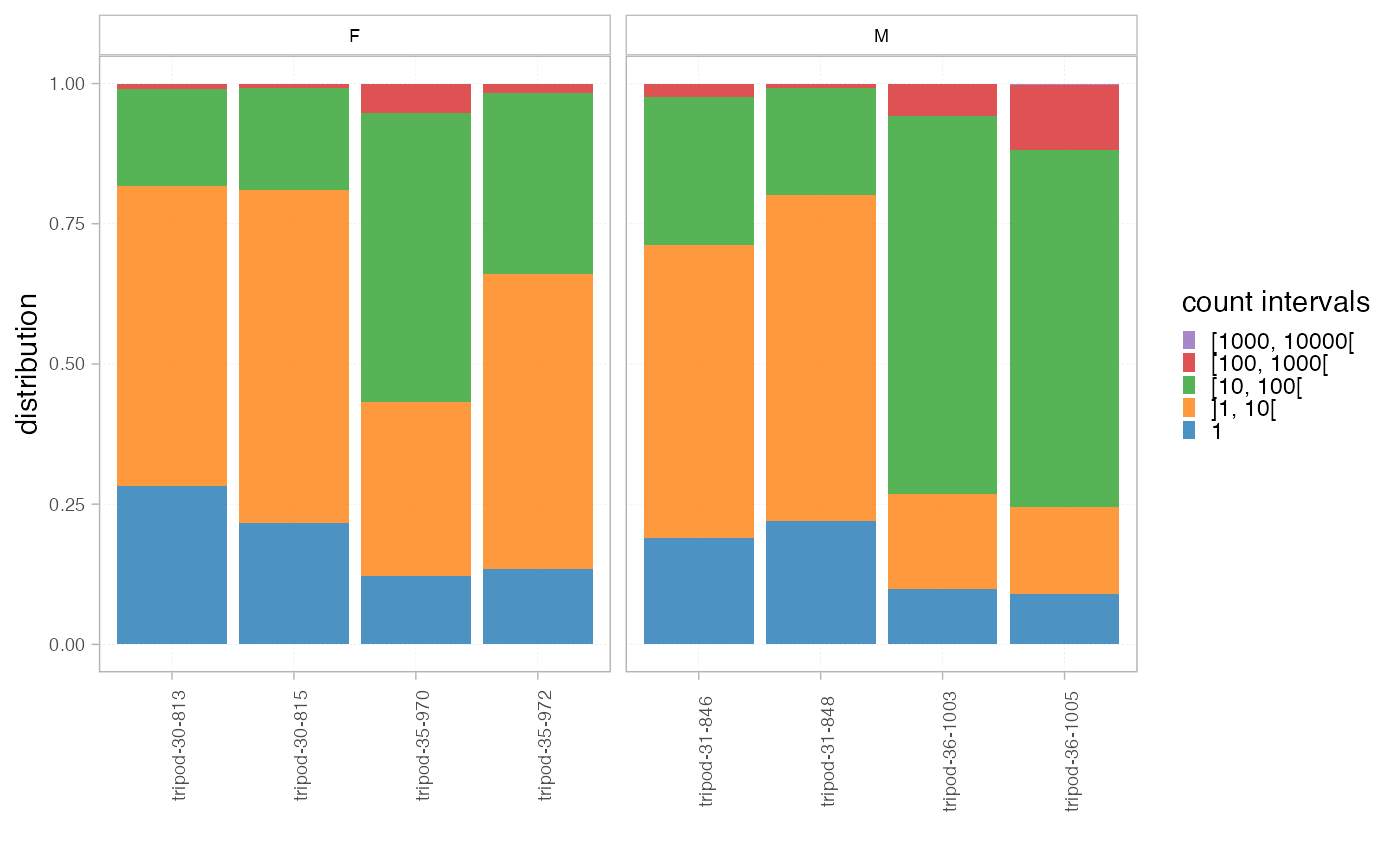 F
M
1.00
0.75
0.50
0.25
0.00
distribution
tripod-30-813
tripod-30-815
tripod-35-970
tripod-35-972
tripod-31-846
tripod-31-848
tripod-36-1003
tripod-36-1005
count intervals
[1000, 10000[
[100, 1000[
[10, 100[
]1, 10[
1